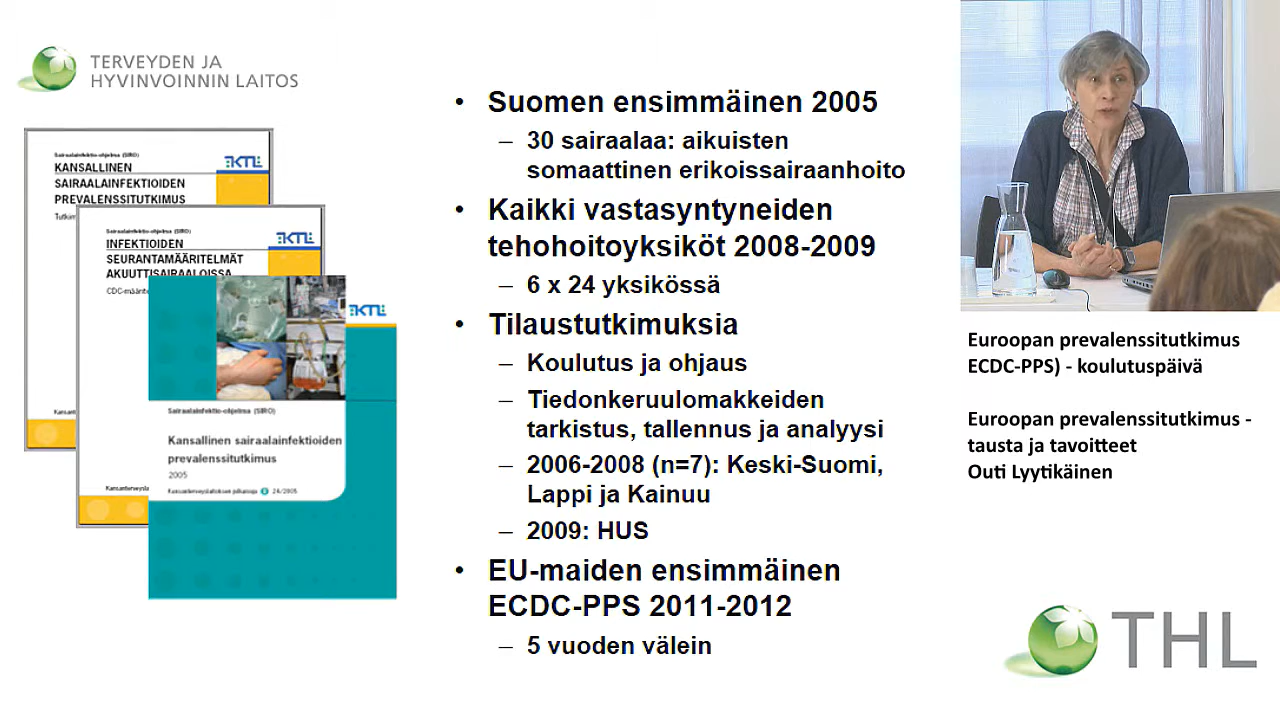 TERVEYDEN JA
HYVINVOINNIN LAITOS
Sairaalainfektio-ohjelma (SIRO)
KTL
KANSALLINEN
SAIRAALAINFEKTIOIDEN
PREVALENSSITUTKIMUS
Sairaalainfektio-ohjelma (SIRO)
KTL
INFEKTIOIDEN
SEURANTAMÄÄRITELMÄT
AKUUTTISAIRAALOISSA
KTL
Sairaalainfektio-ohjelma (SIRO)
Kansallinen sairaalainfektioiden
prevalenssitutkimus
2005
Kansanterveyslaitoksen julkaisuja B 24/2005
• Suomen ensimmäinen 2005
– 30 sairaalaa: aikuisten
somaattinen erikoissairaanhoito
• Kaikki vastasyntyneiden
tehohoitoyksiköt 2008-2009
– 6 x 24 yksikössä
• Tilaustutkimuksia
– Koulutus ja ohjaus
– Tiedonkeruulomakkeiden
tarkistus, tallennus ja analyysi
– 2006-2008 (n=7): Keski-Suomi,
Lappi ja Kainuu
– 2009: HUS
• EU-maiden ensimmäinen
ECDC-PPS 2011-2012
– 5 vuoden välein
Euroopan prevalenssitutkimus
ECDC-PPS) - koulutuspäivä
Euroopan prevalenssitutkimus -
tausta ja tavoitteet
Outi Lyytikäinen
THL